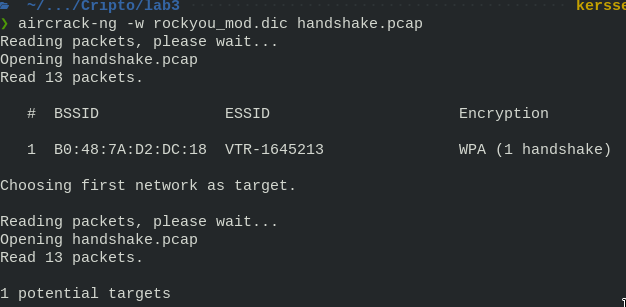 ~/.../Cripto/lab3 kersse
❯ aircrack-ng -w rockyou_mod.dic handshake.pcap
Reading packets, please wait...
Opening handshake.pcap
Read 13 packets.
# BSSID ESSID Encryption
1 B0:48:7A:D2:DC:18 VTR-1645213 WPA (1 handshake)
Choosing first network as target.
Reading packets, please wait...
Opening handshake.pcap
Read 13 packets.
1 potential targets